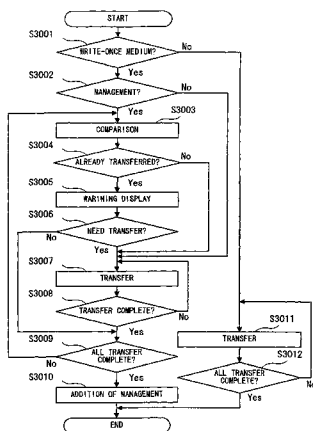 START
S3001
WRITE-ONCE MEDIUM?
No
Yes
S3002
MANAGEMENT?
No
Yes
S3003
COMPARISON
S3004
ALREADY TRANSFERRED?
No
Yes
S3005
WARINING DISPLAY
S3006
NEED TRANSFER?
No
Yes
S3007
TRANSFER
S3008
TRANSFER COMPLETE?
No
Yes
S3009
ALL TRANSFER
COMPLETE?
No
Yes
S3010
ADDITION OF MANAGEMENT
S3011
TRANSFER
S3012
ALL TRANSFER
COMPLETE?
No
Yes
END